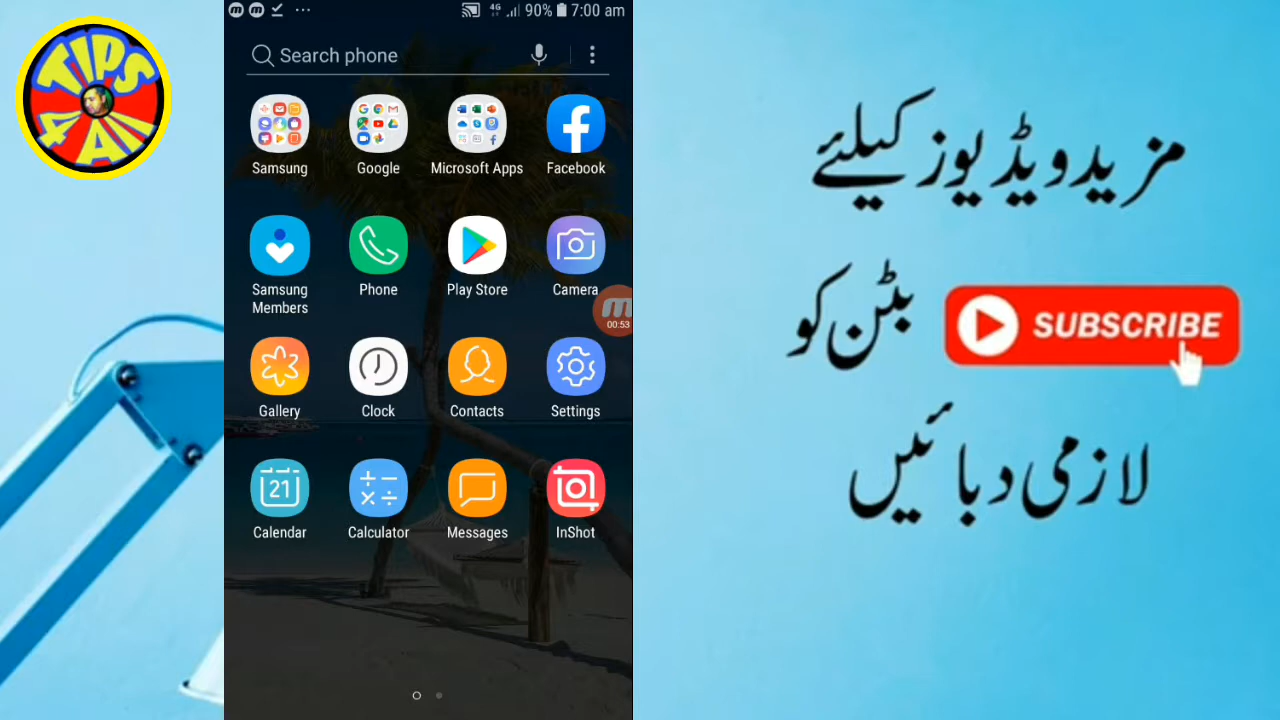 TIPS
4 All
90% 7:00 am
Search phone
Samsung Google Microsoft Apps Facebook
Samsung Members Phone Play Store Camera
00:53
Gallery Clock Contacts Settings
21
Calendar Calculator Messages InShot
مزید ویڈیوز کیلئے
بٹن کو SUBSCRIBE
لازمی دبائیں